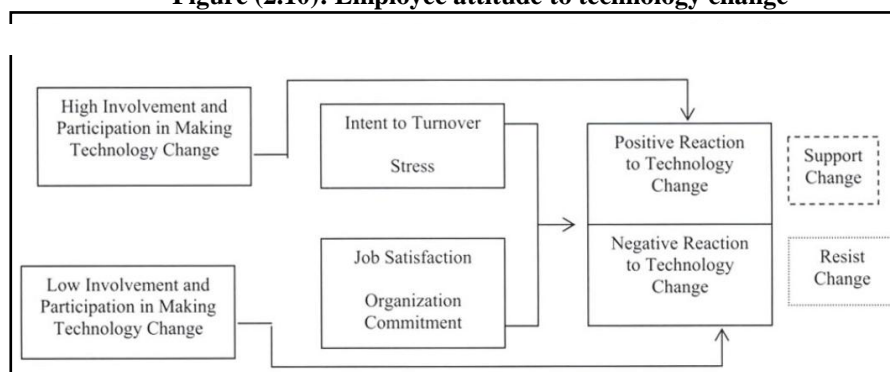 Figure (2.10): Employee attitude to technology change
High Involvement and
Participation in Making
Technology Change
Intent to Turnover
Stress
Positive Reaction
to Technology
Change
Support
Change
Low Involvement and
Participation in Making
Technology Change
Job Satisfaction
Organization
Commitment
Negative Reaction
to Technology
Change
Resist
Change